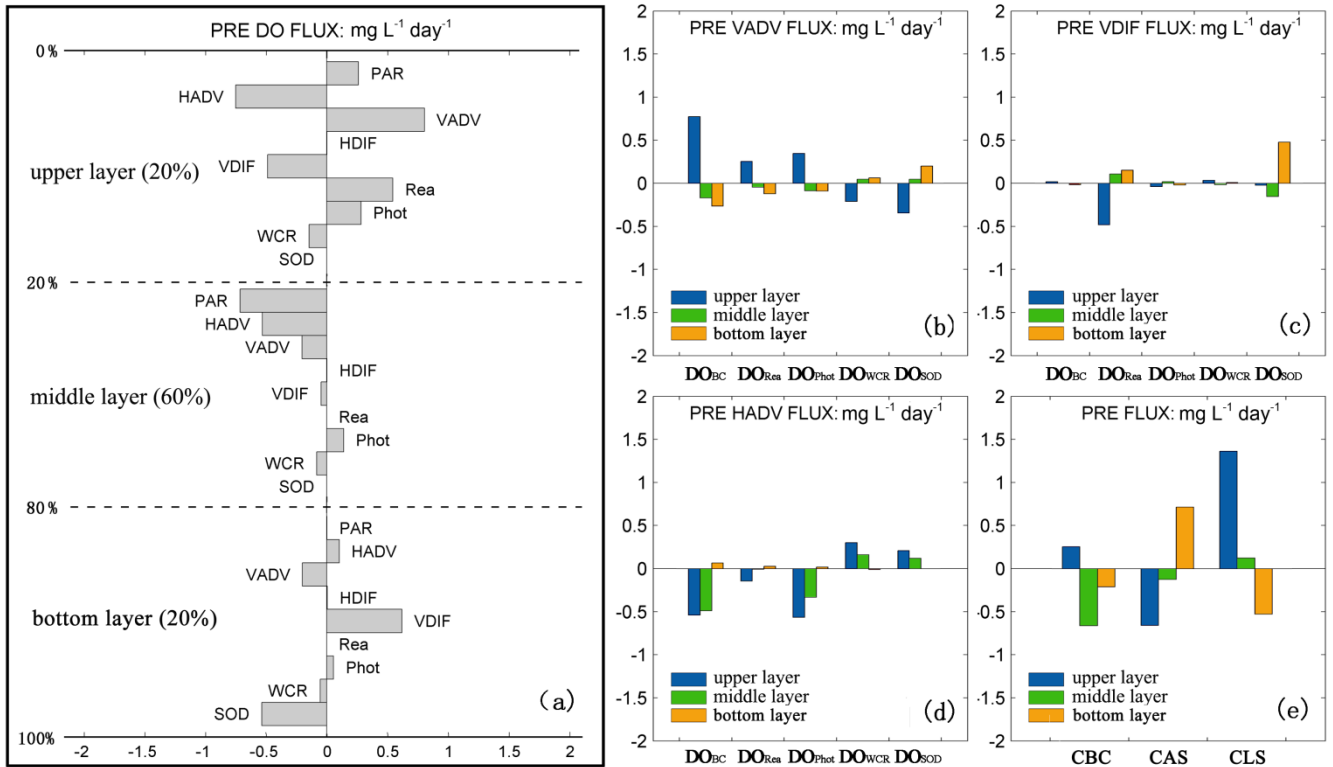 PRE DO FLUX: mg L⁻¹ day⁻¹
0%
PAR
HADV
VADV
HDIF
upper layer (20%)
VDIF
Rea
Phot
WCR
SOD
20%
PAR
HADV
VADV
HDIF
middle layer (60%)
VDIF
Rea
Phot
WCR
SOD
80%
PAR
HADV
VADV
HDIF
bottom layer (20%)
VDIF
Rea
Phot
WCR
SOD
(a)
100%
-2 -1.5 -1 -0.5 0 0.5 1 1.5 2
PRE VADV FLUX: mg L⁻¹ day⁻¹
2
1.5
1
0.5
0
-0.5
-1
-1.5
-2
upper layer
middle layer
bottom layer
(b)
DOBC DORea DOPhot DOWCR DOSOD
PRE VDIF FLUX: mg L⁻¹ day⁻¹
2
1.5
1
0.5
0
-0.5
-1
-1.5
-2
upper layer
middle layer
bottom layer
(c)
DOBC DORea DOPhot DOWCR DOSOD
PRE HADV FLUX: mg L⁻¹ day⁻¹
2
1.5
1
0.5
0
-0.5
-1
-1.5
-2
upper layer
middle layer
bottom layer
(d)
DOBC DORea DOPhot DOWCR DOSOD
PRE FLUX: mg L⁻¹ day⁻¹
2
1.5
1
0.5
0
-0.5
-1
-1.5
-2
upper layer
middle layer
bottom layer
(e)
CBC CAS CLS